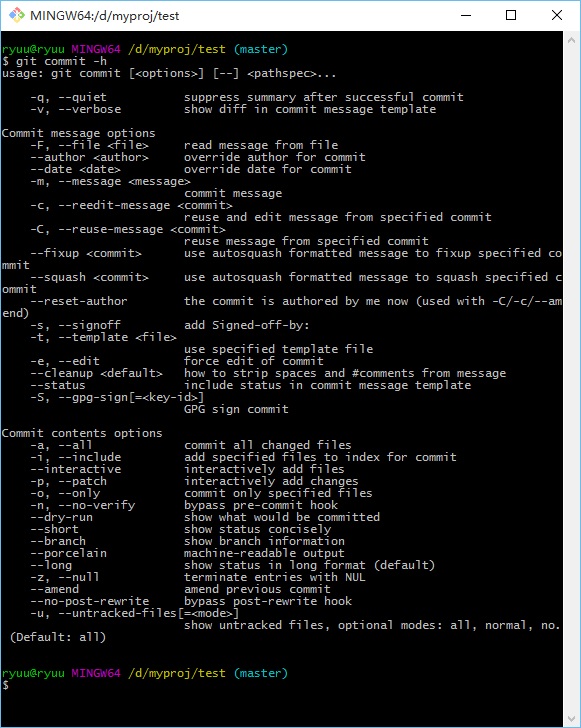 MINGW64:/d/myproj/test
ryuu@ryuu MINGW64 /d/myproj/test (master)
$ git commit -h
usage: git commit [<options>] [--] <pathspec>...
-q, --quiet suppress summary after successful commit
-v, --verbose show diff in commit message template
Commit message options
-F, --file <file> read message from file
--author <author> override author for commit
--date <date> override date for commit
-m, --message <message>
commit message
-c, --reedit-message <commit>
reuse and edit message from specified commit
-C, --reuse-message <commit>
reuse message from specified commit
--fixup <commit> use autosquash formatted message to fixup specified co
mmit
--squash <commit> use autosquash formatted message to squash specified c
ommit
--reset-author the commit is authored by me now (used with -C/-c/--am
end)
-s, --signoff add Signed-off-by:
-t, --template <file>
use specified template file
-e, --edit force edit of commit
--cleanup <default> how to strip spaces and #comments from message
--status include status in commit message template
-S, --gpg-sign[=<key-id>]
GPG sign commit
Commit contents options
-a, --all commit all changed files
-i, --include add specified files to index for commit
--interactive interactively add files
-p, --patch interactively add changes
-o, --only commit only specified files
-n, --no-verify bypass pre-commit hook
--dry-run show what would be committed
--short show status concisely
--branch show branch information
--porcelain machine-readable output
--long show status in long format (default)
-z, --null terminate entries with NUL
--amend amend previous commit
--no-post-rewrite bypass post-rewrite hook
-u, --untracked-files[=<mode>]
show untracked files, optional modes: all, normal, no.
(Default: all)
ryuu@ryuu MINGW64 /d/myproj/test (master)
$